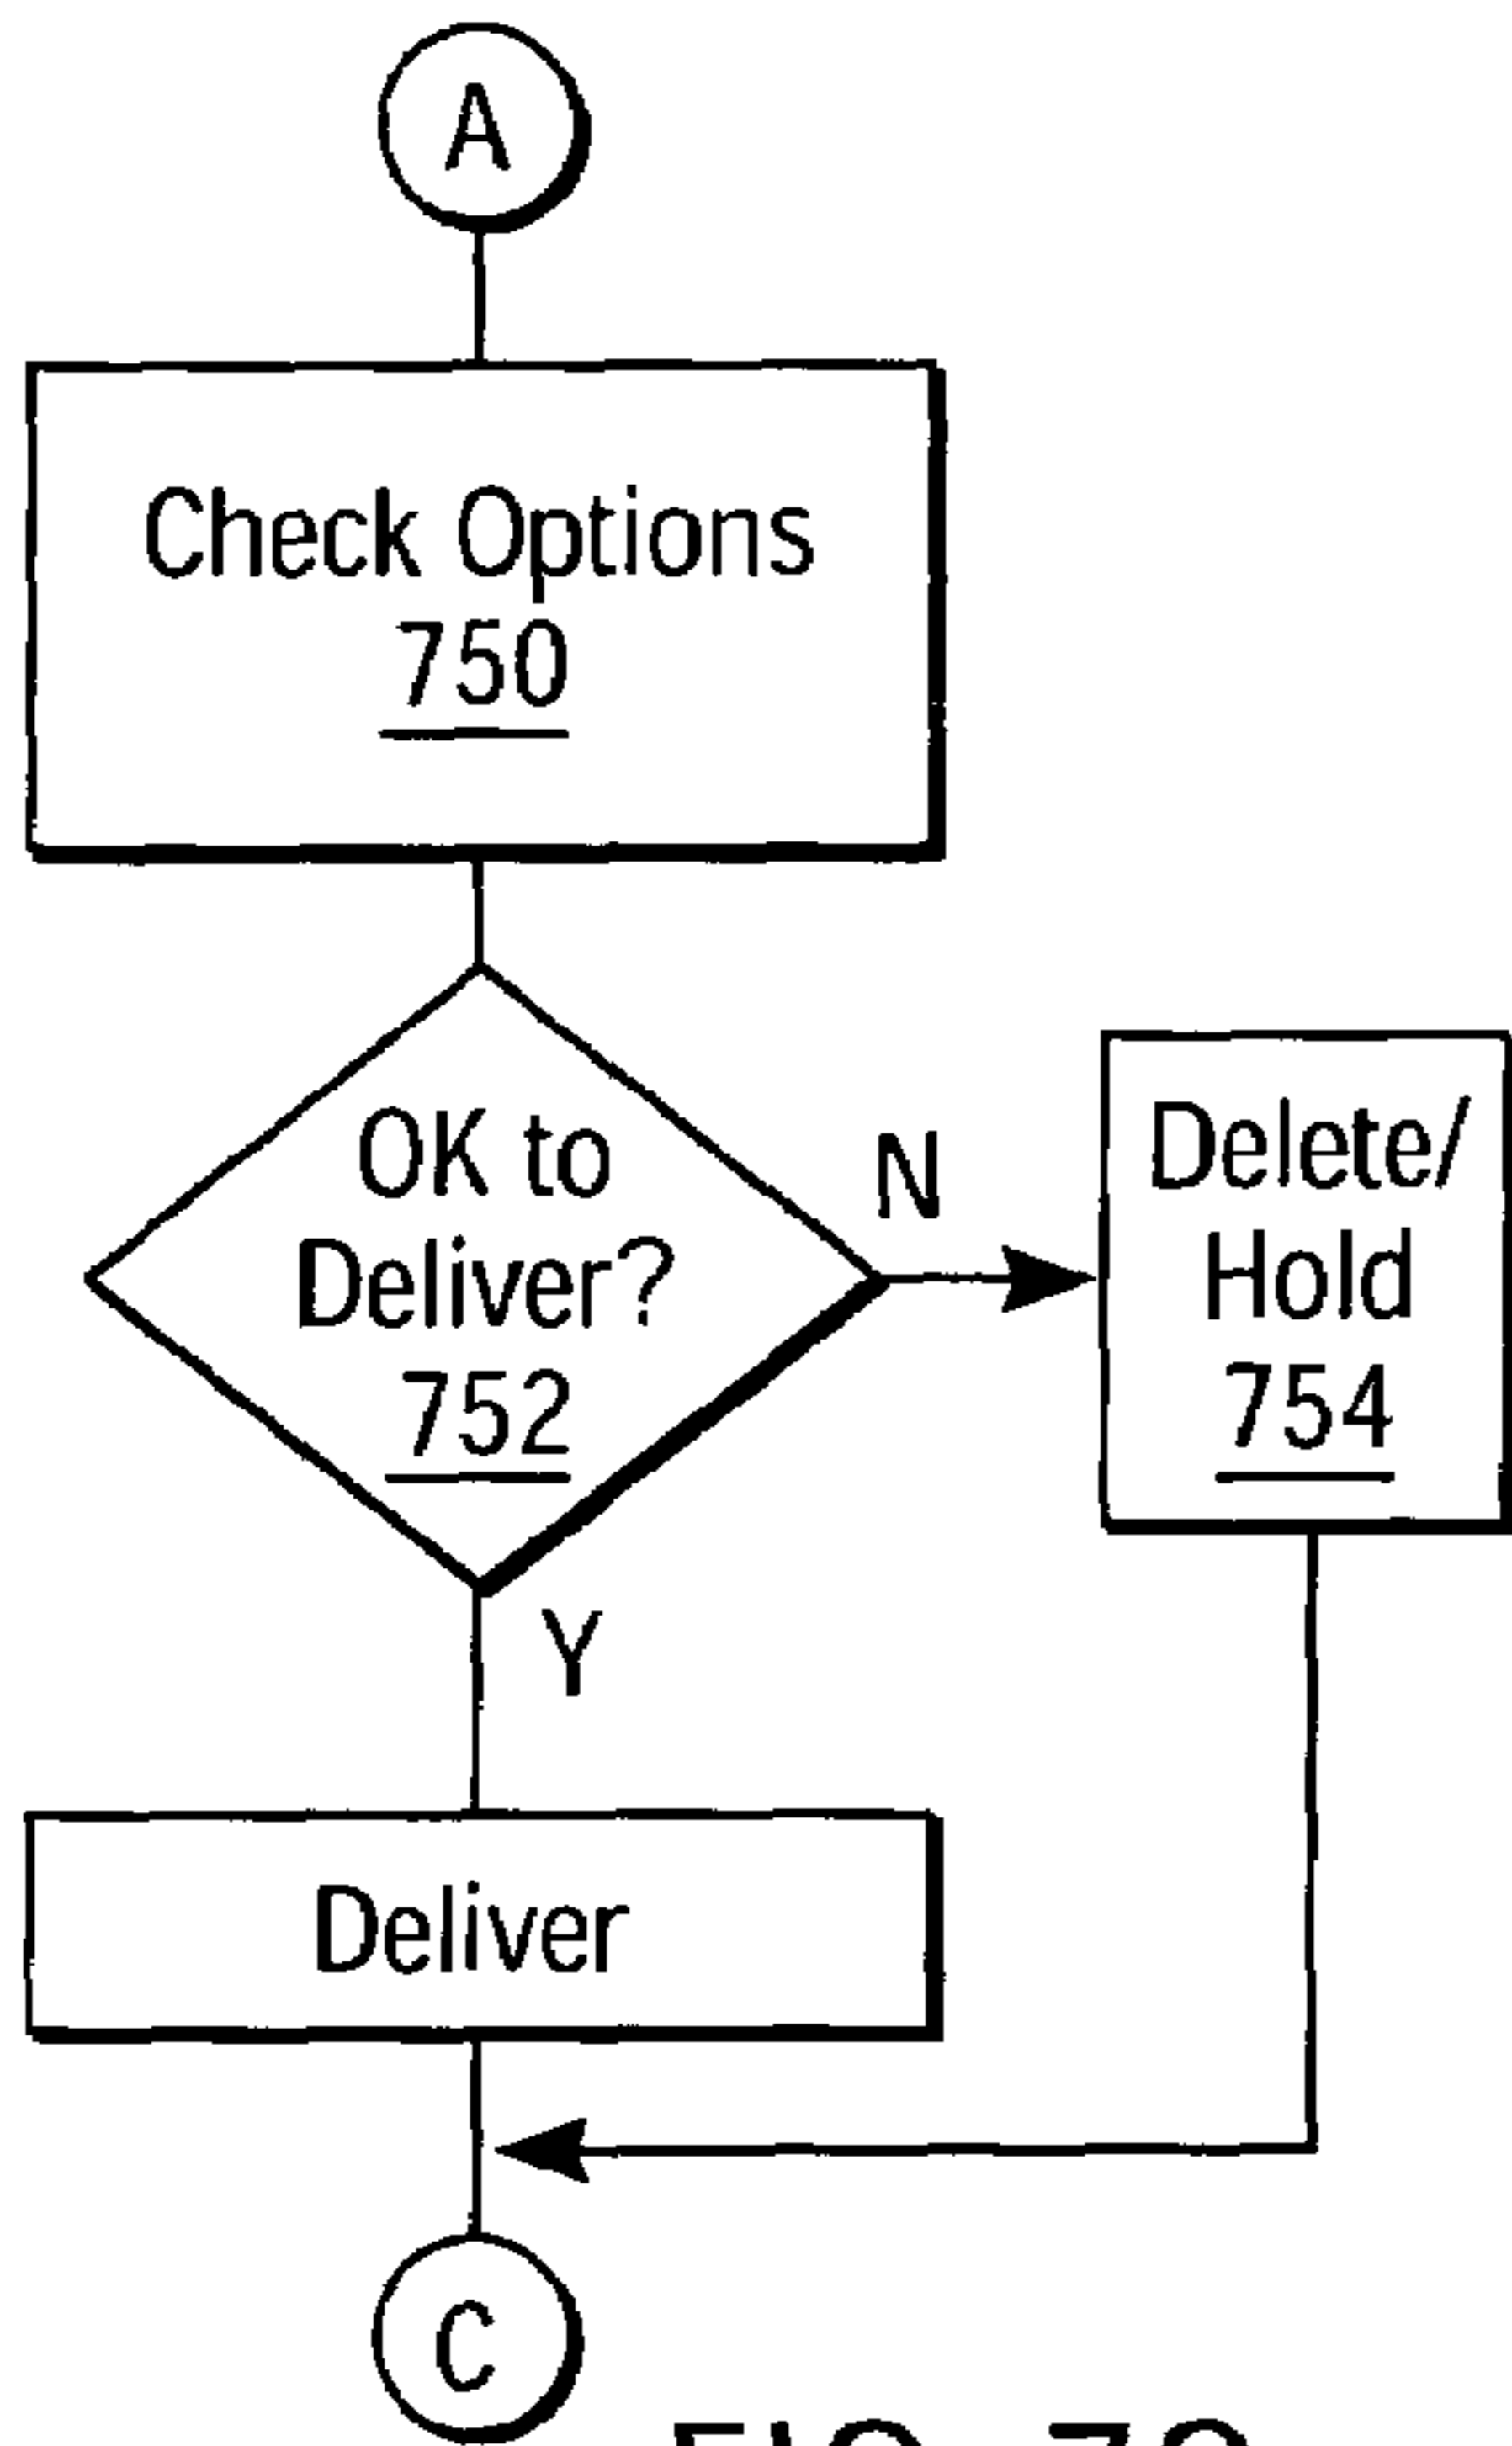 A
Check Options
750
OK to
Deliver?
752
N
Delete/
Hold
754
Y
Deliver
C